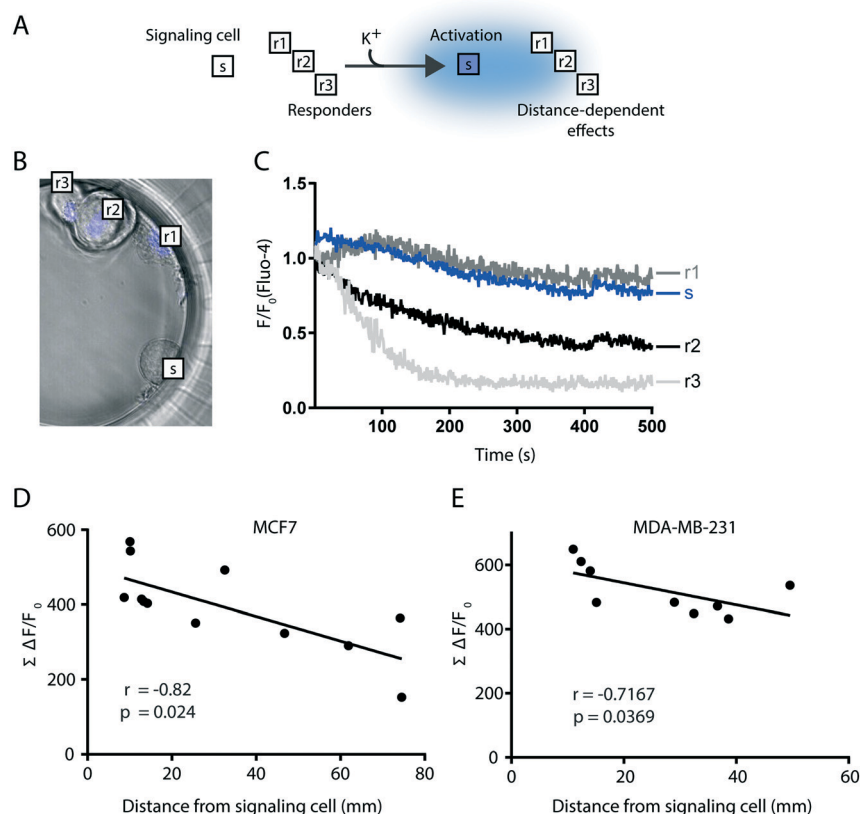 A
Signaling cell
s
r1
r2
r3
Responders
K+
Activation
s
r1
r2
r3
Distance-dependent
effects
B
r3
r2
r1
s
C
1.5
1.0
0.5
0.0
F/F0(Fluo-4)
100
200
300
400
500
Time (s)
r1
s
r2
r3
D
MCF7
600
400
200
0
Σ ΔF/F0
r = -0.82
p = 0.024
0
20
40
60
80
Distance from signaling cell (mm)
E
MDA-MB-231
600
400
200
0
Σ ΔF/F0
r = -0.7167
p = 0.0369
0
20
40
60
Distance from signaling cell (mm)